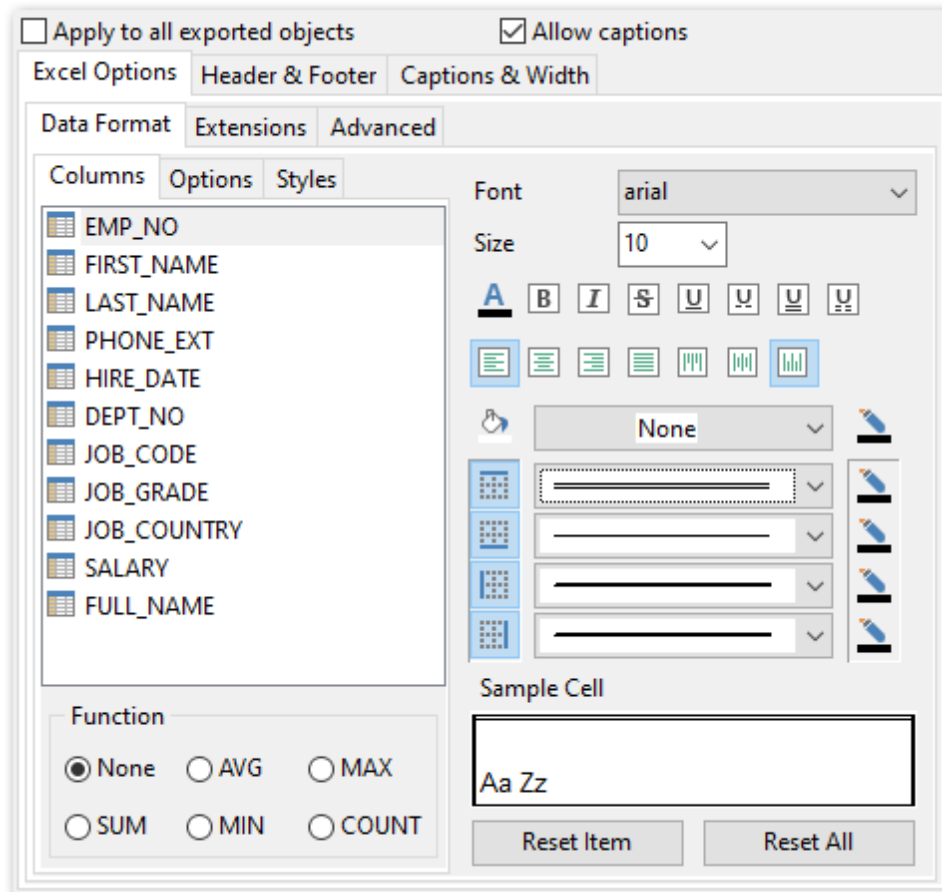 Apply to all exported objects Allow captions
Excel Options Header & Footer Captions & Width
Data Format Extensions Advanced
Columns Options Styles
EMP_NO
FIRST_NAME
LAST_NAME
PHONE_EXT
HIRE_DATE
DEPT_NO
JOB_CODE
JOB_GRADE
JOB_COUNTRY
SALARY
FULL_NAME
Function
None AVG MAX
SUM MIN COUNT
Font arial
Size 10
A B I S U U U U
None
Sample Cell
Aa Zz
Reset Item Reset All